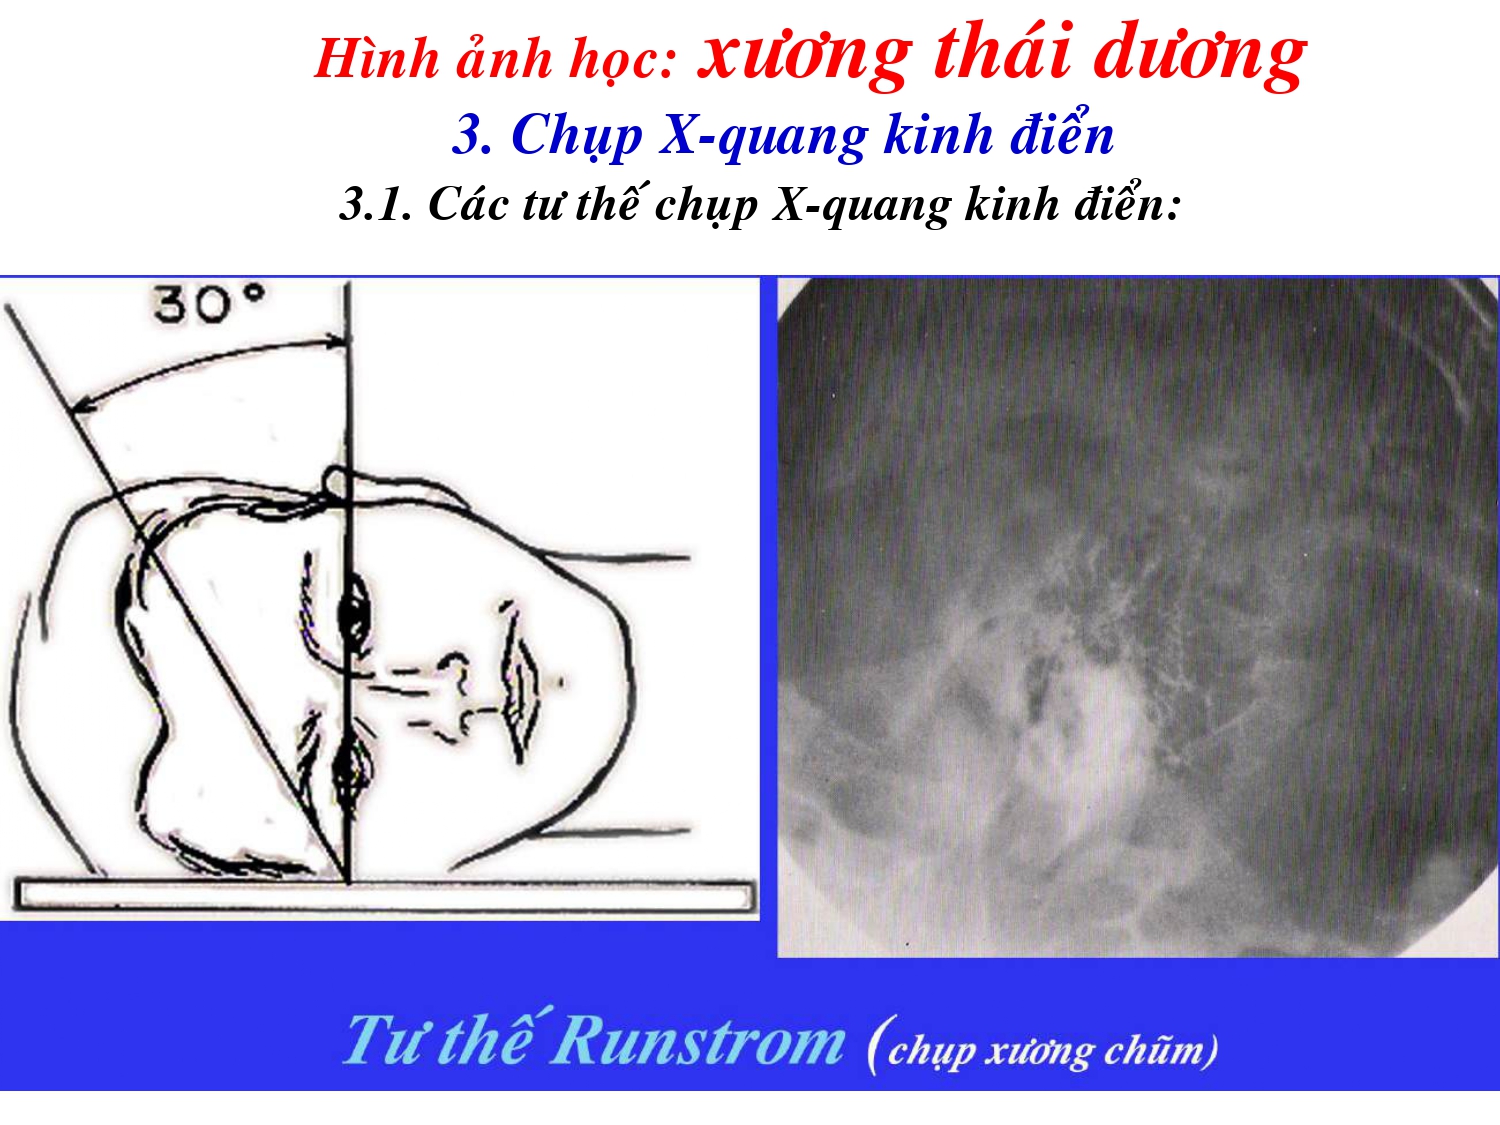 Hình ảnh học: xương thái dương
3. Chụp X-quang kinh điển
3.1. Các tư thế chụp X-quang kinh điển:
30°
Tư thế Runstrom (chụp xương chũm)